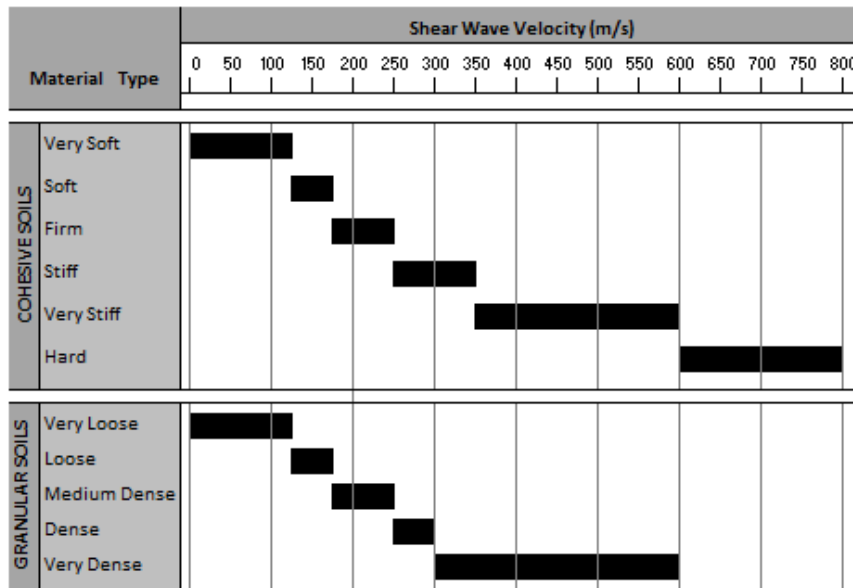 Shear Wave Velocity (m/s)
Material Type
0 50 100 150 200 250 300 350 400 450 500 550 600 650 700 750 800
COHESIVE SOILS
Very Soft
Soft
Firm
Stiff
Very Stiff
Hard
GRANULAR SOILS
Very Loose
Loose
Medium Dense
Dense
Very Dense